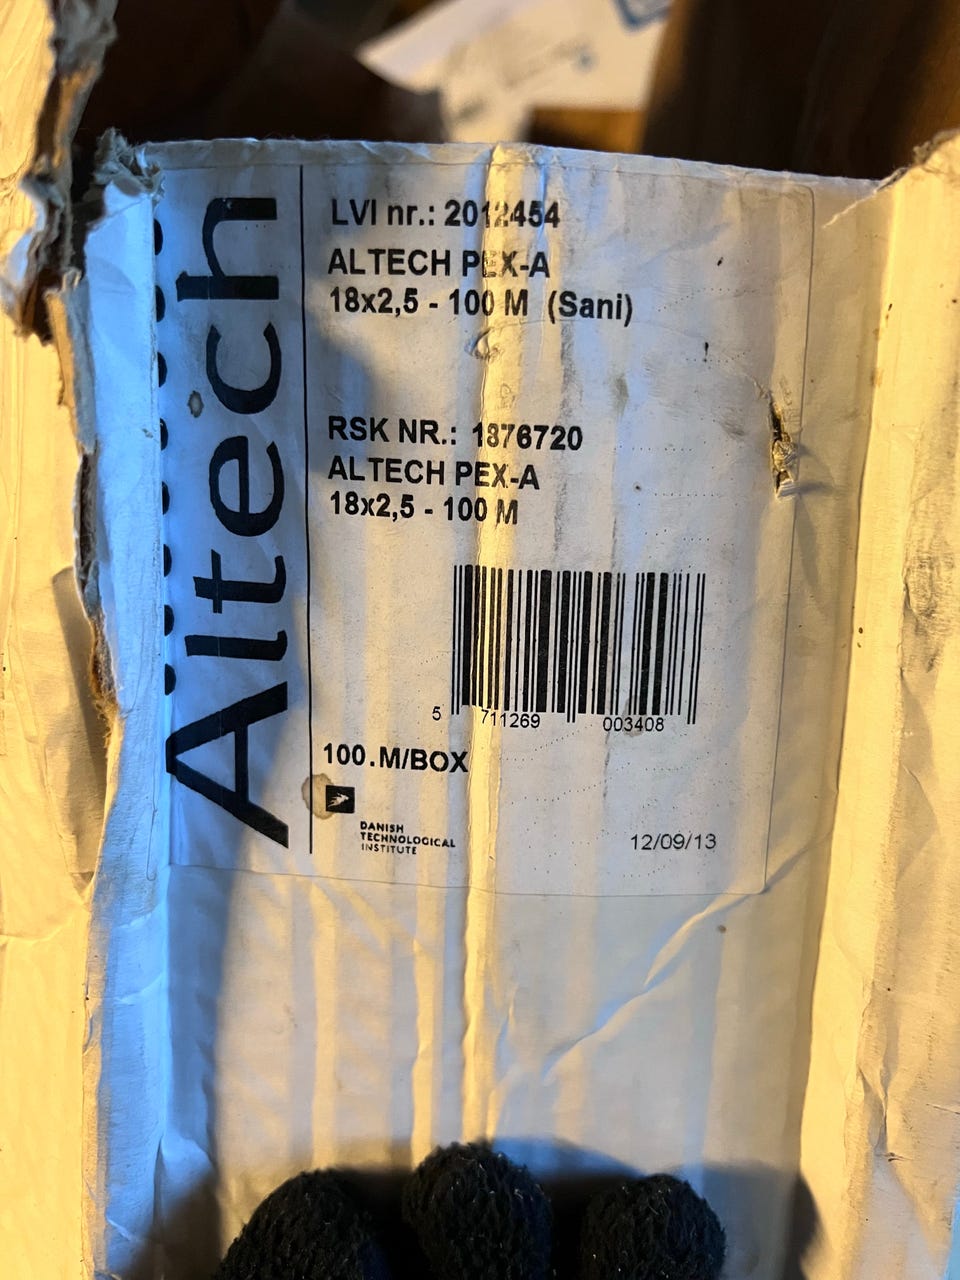 Altech
LVI nr.: 2012454
ALTECH PEX-A
18x2,5 - 100 M (Sani)
RSK NR.: 1876720
ALTECH PEX-A
18x2,5 - 100 M
5 711269 003408
100.M/BOX
DANISH
TECHNOLOGICAL
INSTITUTE
12/09/13